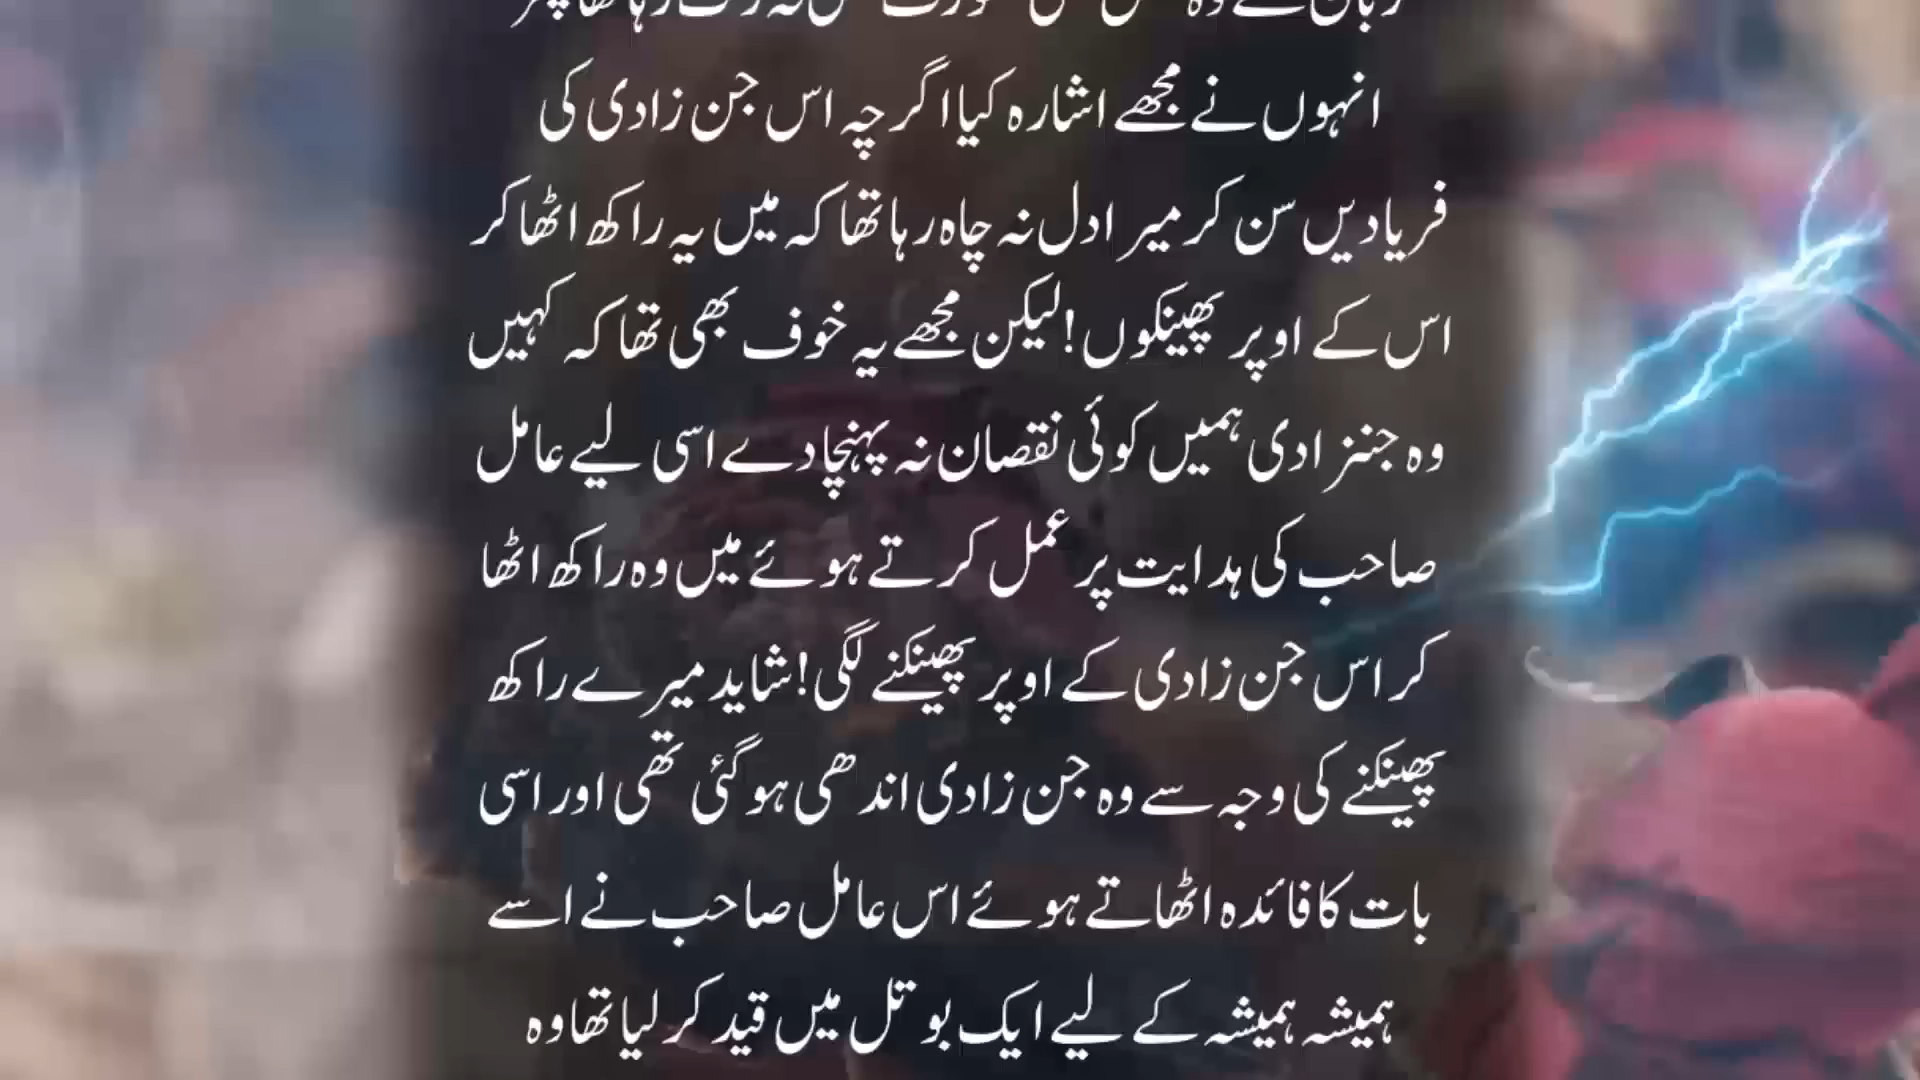 انہوں نے مجھے اشارہ کیا اگرچہ اس جن زادی کی
فریادیں سن کر میرا دل نہ چاہ رہا تھا کہ میں یہ راکھ اٹھا کر
اس کے اوپر پھینکوں! لیکن مجھے یہ خوف بھی تھا کہ کہیں
وہ جننزادی ہمیں کوئی نقصان نہ پہنچا دے اسی لیے عامل
صاحب کی ہدایت پر عمل کرتے ہوئے میں وہ راکھ اٹھا
کر اس جن زادی کے اوپر پھینکنے لگی! شاید میرے راکھ
پھینکنے کی وجہ سے وہ جن زادی اندھی ہو گئی تھی اور اسی
بات کا فائدہ اٹھاتے ہوئے اس عامل صاحب نے اسے
ہمیشہ ہمیشہ کے لیے ایک بوتل میں قید کر لیا تھا وہ